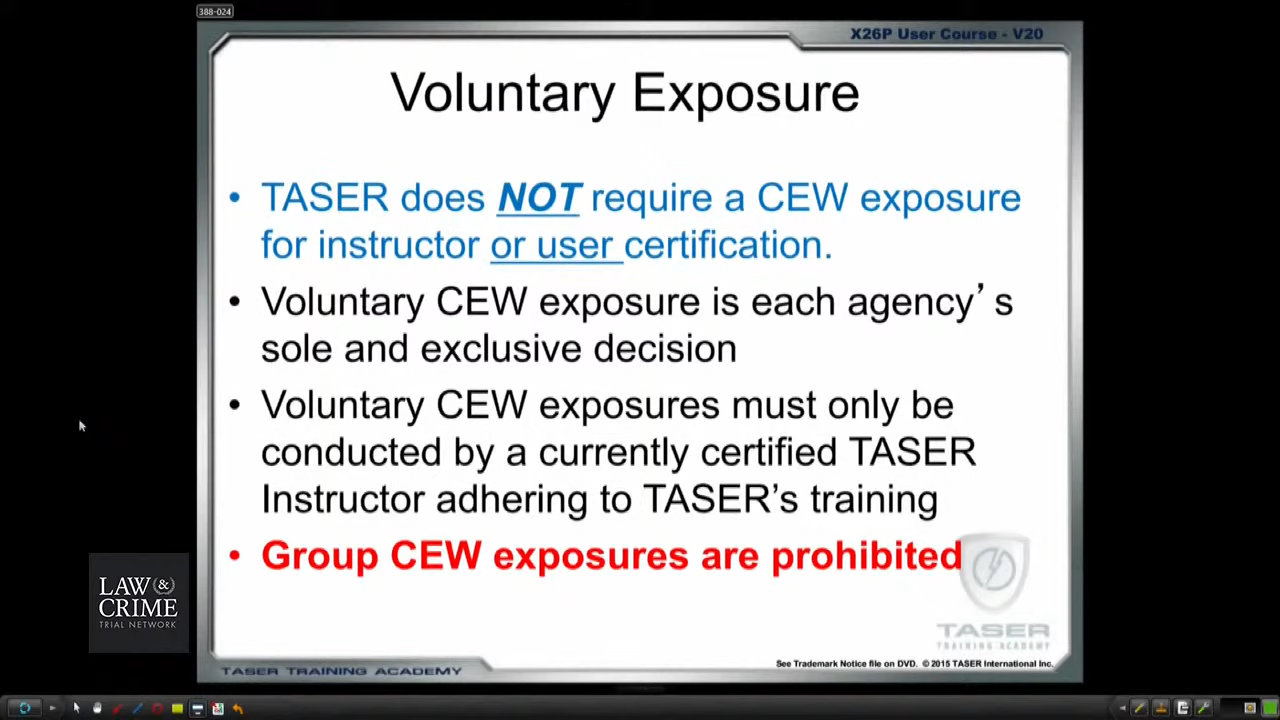 388-024
X26P User Course - V20
Voluntary Exposure
• TASER does NOT require a CEW exposure
for instructor or user certification.
• Voluntary CEW exposure is each agency’s
sole and exclusive decision
• Voluntary CEW exposures must only be
conducted by a currently certified TASER
Instructor adhering to TASER’s training
• Group CEW exposures are prohibited
LAW &
CRIME
TRIAL NETWORK
TASER
TRAINING ACADEMY
TASER TRAINING ACADEMY
See Trademark Notice file on DVD. © 2015 TASER International Inc.